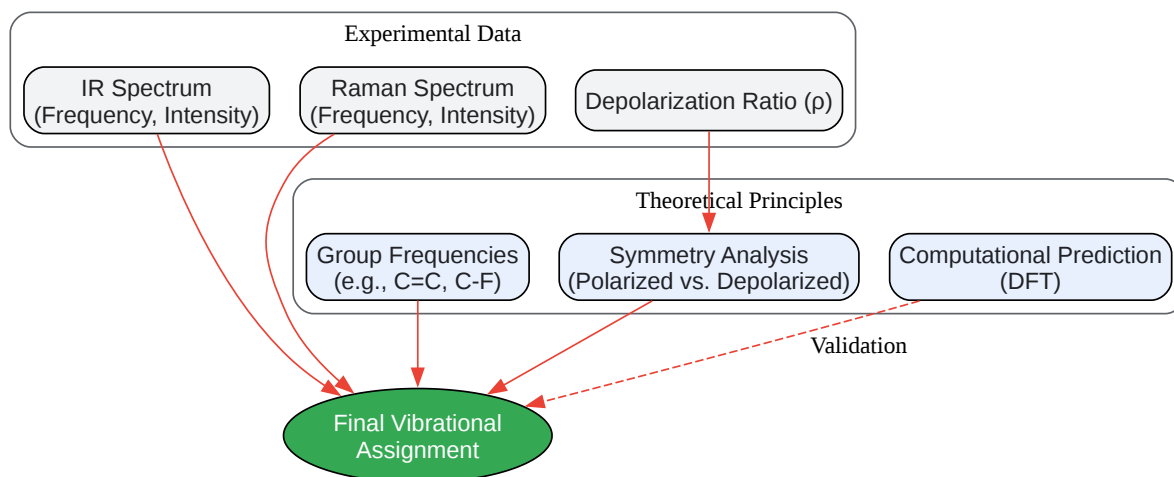 Experimental Data
IR Spectrum
(Frequency, Intensity)
Raman Spectrum
(Frequency, Intensity)
Depolarization Ratio (ρ)
Theoretical Principles
Group Frequencies
(e.g., C=C, C-F)
Symmetry Analysis
(Polarized vs. Depolarized)
Computational Prediction
(DFT)
Validation
Final Vibrational
Assignment